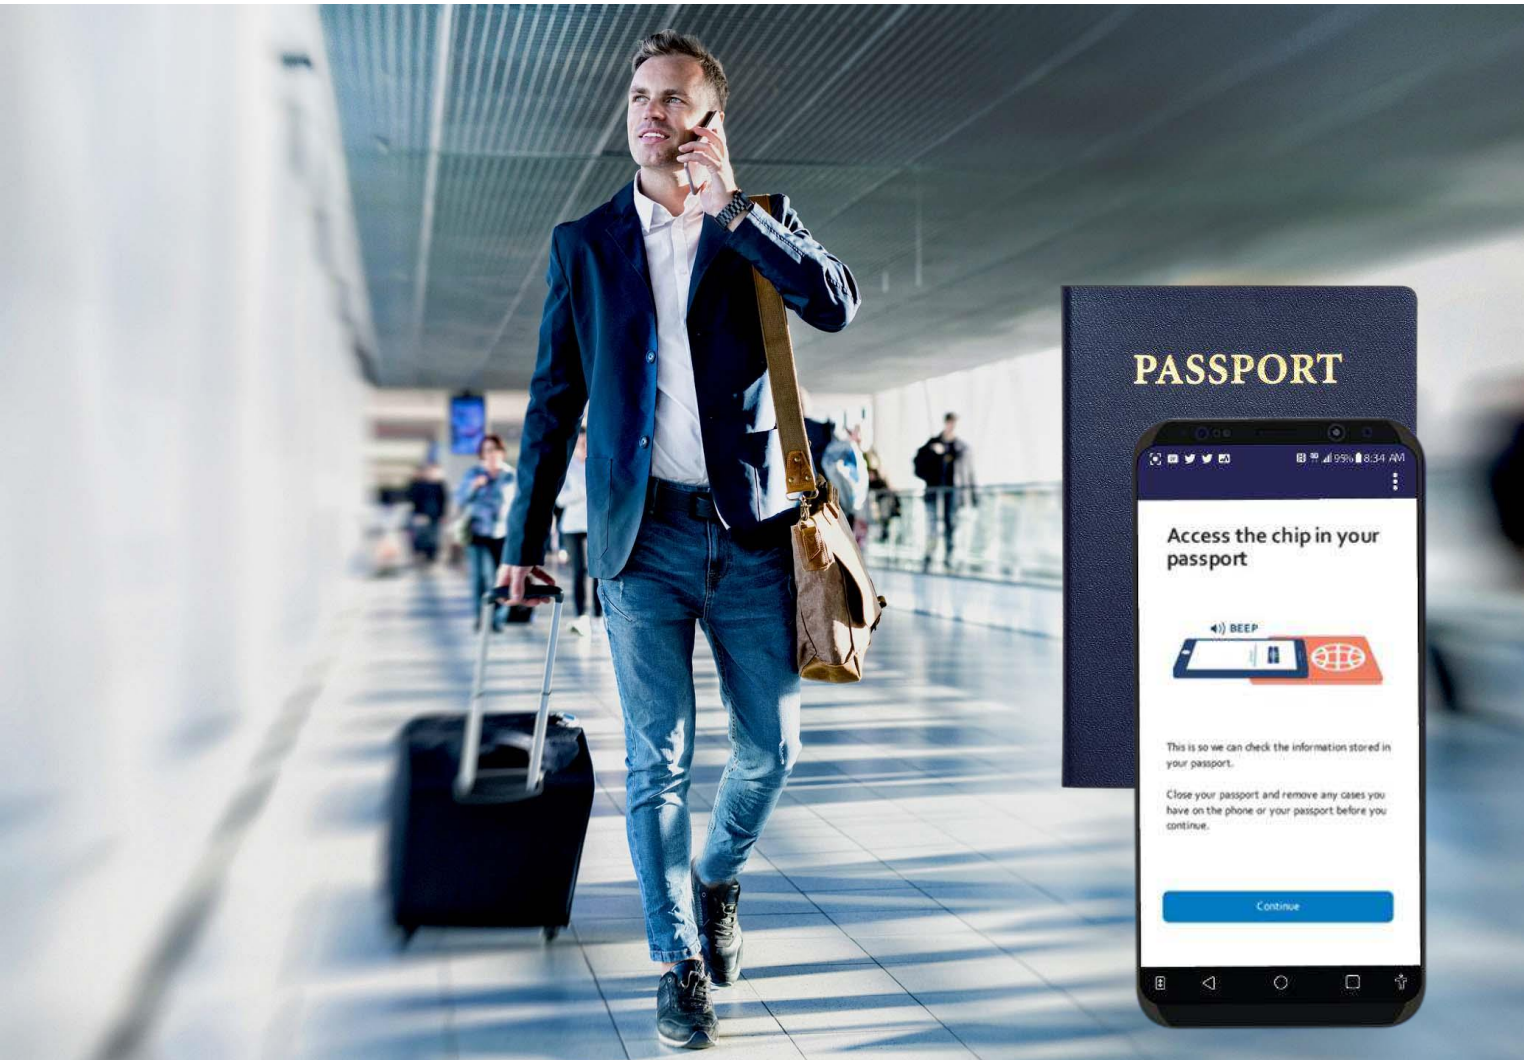 PASSPORT
95% 8:34 AM
Access the chip in your
passport
BEEP
This is so we can check the information stored in
your passport.
Close your passport and remove any cases you
have on the phone or your passport before you
continue.
Continue